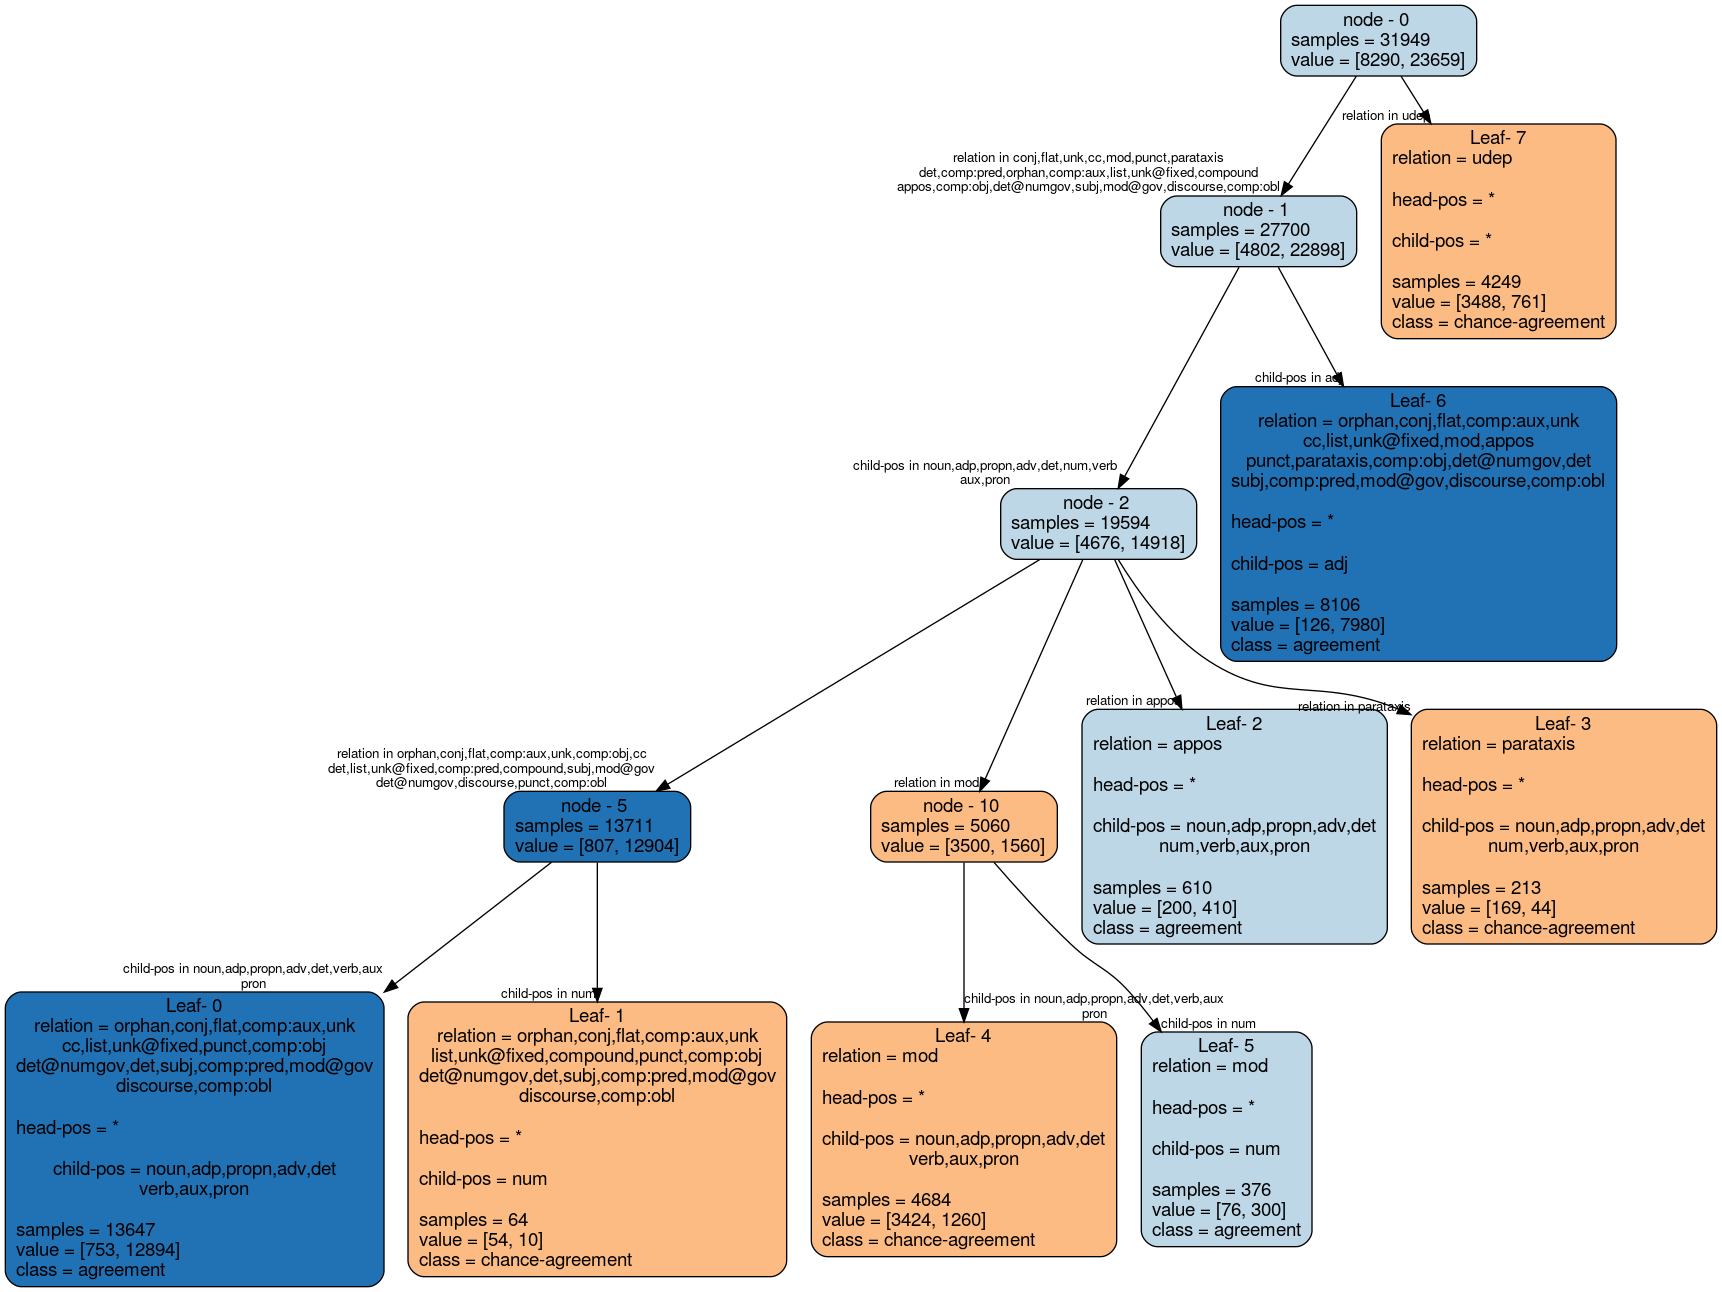 node - 0
samples = 31949
value = [8290, 23659]
relation in udep
Leaf- 7
relation = udep
head-pos = *
child-pos = *
samples = 4249
value = [3488, 761]
class = chance-agreement
relation in conj,flat,unk,cc,mod,punct,parataxis
det,comp:pred,orphan,comp:aux,list,unk@fixed,compound
appos,comp:obj,det@numgov,subj,mod@gov,discourse,comp:obl
node - 1
samples = 27700
value = [4802, 22898]
child-pos in adj
Leaf- 6
relation = orphan,conj,flat,comp:aux,unk
cc,list,unk@fixed,mod,appos
punct,parataxis,comp:obj,det@numgov,det
subj,comp:pred,mod@gov,discourse,comp:obl
head-pos = *
child-pos = adj
samples = 8106
value = [126, 7980]
class = agreement
child-pos in noun,adp,propn,adv,det,num,verb
aux,pron
node - 2
samples = 19594
value = [4676, 14918]
relation in orphan,conj,flat,comp:aux,unk,comp:obj,cc
det,list,unk@fixed,comp:pred,compound,subj,mod@gov
det@numgov,discourse,punct,comp:obl
node - 5
samples = 13711
value = [807, 12904]
relation in mod
node - 10
samples = 5060
value = [3500, 1560]
relation in appos
Leaf- 2
relation = appos
head-pos = *
child-pos = noun,adp,propn,adv,det
num,verb,aux,pron
samples = 610
value = [200, 410]
class = agreement
relation in parataxis
Leaf- 3
relation = parataxis
head-pos = *
child-pos = noun,adp,propn,adv,det
num,verb,aux,pron
samples = 213
value = [169, 44]
class = chance-agreement
child-pos in noun,adp,propn,adv,det,verb,aux
pron
Leaf- 0
relation = orphan,conj,flat,comp:aux,unk
cc,list,unk@fixed,punct,comp:obj
det@numgov,det,subj,comp:pred,mod@gov
discourse,comp:obl
head-pos = *
child-pos = noun,adp,propn,adv,det
verb,aux,pron
samples = 13647
value = [753, 12894]
class = agreement
child-pos in num
Leaf- 1
relation = orphan,conj,flat,comp:aux,unk
list,unk@fixed,compound,punct,comp:obj
det@numgov,det,subj,comp:pred,mod@gov
discourse,comp:obl
head-pos = *
child-pos = num
samples = 64
value = [54, 10]
class = chance-agreement
child-pos in noun,adp,propn,adv,det,verb,aux
pron
Leaf- 4
relation = mod
head-pos = *
child-pos = noun,adp,propn,adv,det
verb,aux,pron
samples = 4684
value = [3424, 1260]
class = chance-agreement
child-pos in num
Leaf- 5
relation = mod
head-pos = *
child-pos = num
samples = 376
value = [76, 300]
class = agreement